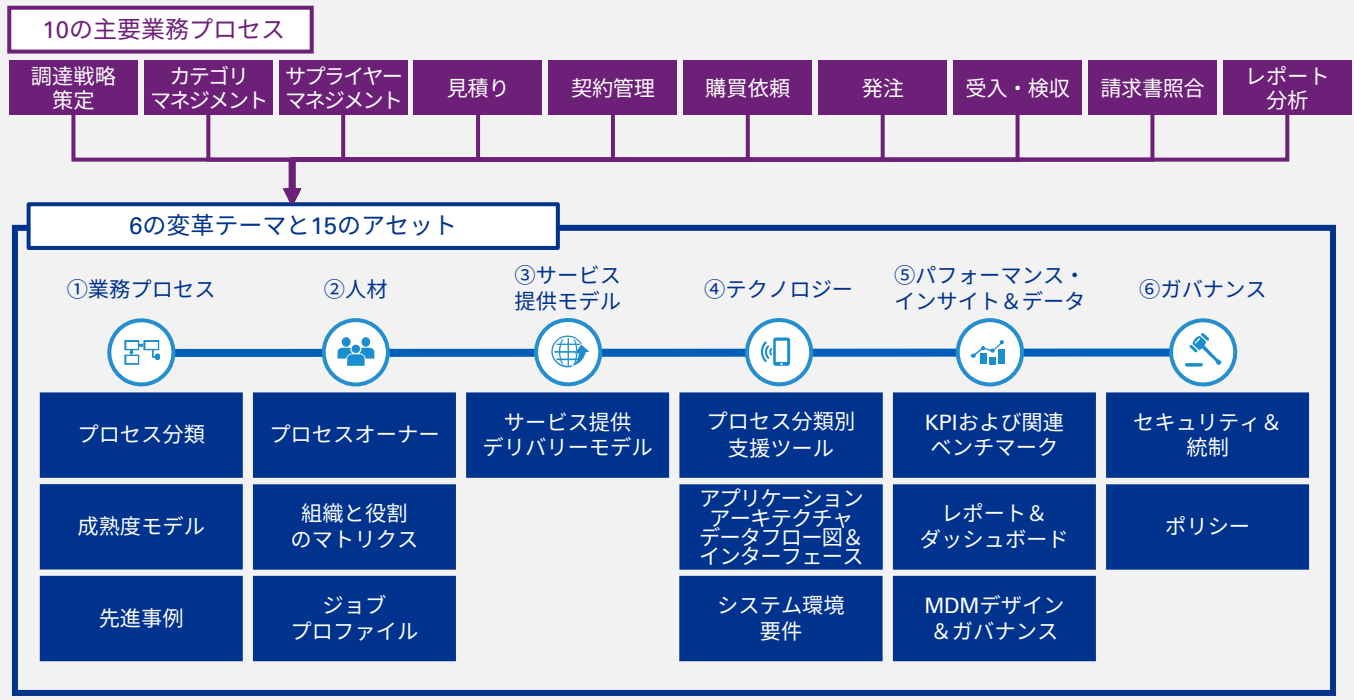 10の主要業務プロセス
調達戦略
策定
カテゴリ
マネジメント
サプライヤー
マネジメント
見積り
契約管理
購買依頼
発注
受入・検収
請求書照合
レポート
分析
6の変革テーマと15のアセット
①業務プロセス
②人材
③サービス
提供モデル
④テクノロジー
⑤パフォーマンス・
インサイト＆データ
⑥ガバナンス
プロセス分類
プロセスオーナー
サービス提供
デリバリーモデル
プロセス分類別
支援ツール
KPIおよび関連
ベンチマーク
セキュリティ＆
統制
成熟度モデル
組織と役割
のマトリクス
アプリケーション
アーキテクチャ
データフロー図＆
インターフェース
レポート＆
ダッシュボード
ポリシー
先進事例
ジョブ
プロファイル
システム環境
要件
MDMデザイン
＆ガバナンス